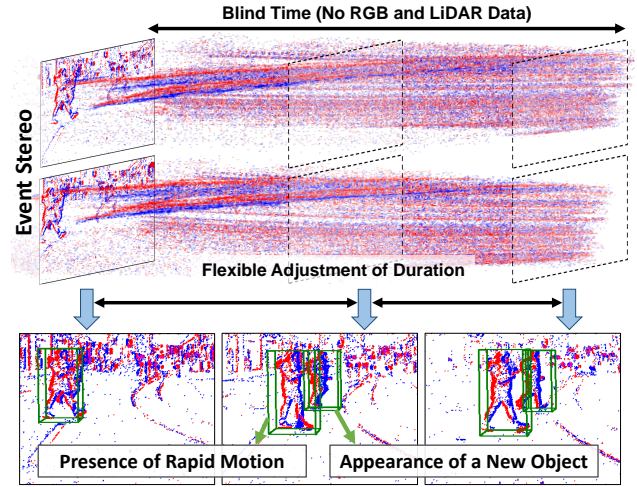 Blind Time (No RGB and LiDAR Data)
Event Stereo
Flexible Adjustment of Duration
Presence of Rapid Motion
Appearance of a New Object